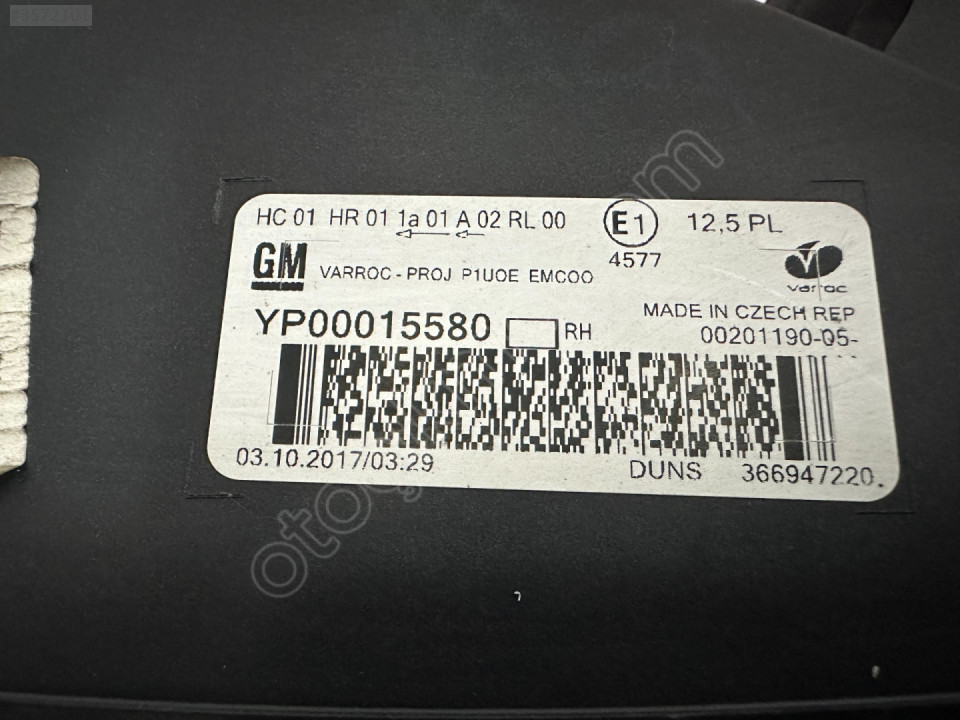 HC 01 HR 01 1a 01 A 02 RL 00 E1 12,5 PL
4577
GM VARROC - PROJ P1UOE EMCOO
varroc
MADE IN CZECH REP
YP00015580 RH
00201190-05-
03.10.2017/03:29
DUNS 366947220.